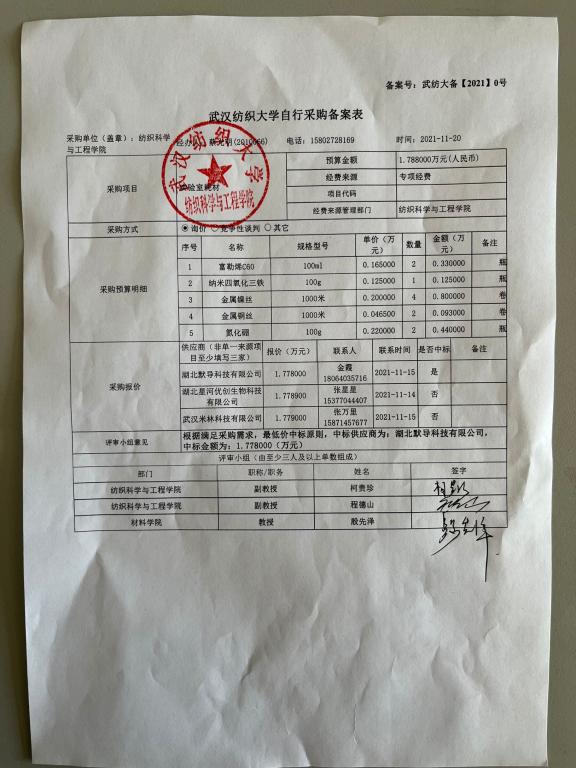 备案号：武纺大备【2021】0号
武汉纺织大学自行采购备案表
采购单位（盖章）：纺织科学与工程学院
电话：15802728169
时间：2021-11-20
采购项目
预算金额 1.788000万元(人民币)
经费来源 专项经费
项目代码
经费来源管理部门 纺织科学与工程学院
武汉纺织大学
纺织科学与工程学院
采购方式 询价 竞争性谈判 其它
采购预算明细
序号 名称 规格型号 单价（万元） 数量 金额（万元） 备注
1 富勒烯C60 100ml 0.165000 2 0.330000 瓶
2 纳米四氧化三铁 100g 0.125000 1 0.125000 瓶
3 金属镍丝 1000米 0.200000 4 0.800000 卷
4 金属铜丝 1000米 0.046500 2 0.093000 卷
5 氮化硼 100g 0.220000 2 0.440000 瓶
采购报价
供应商（非单一来源项目至少填写三家） 报价（万元） 联系人 联系时间 是否中标 备注
湖北默导科技有限公司 1.778000 金霞 18064035716 2021-11-15 是
湖北星河优创生物科技有限公司 1.778900 张星星 15377044407 2021-11-14 否
武汉米林科技有限公司 1.779000 张万里 15871457677 2021-11-15 否
评审小组意见
根据满足采购需求，最低价中标原则，中标供应商为：湖北默导科技有限公司，
中标金额为：1.778000(万元)
评审小组（由至少三人及以上单数组成）
部门 职称/职务 姓名 签字
纺织科学与工程学院 副教授 柯贵珍
纺织科学与工程学院 副教授 程德山
材料学院 教授 殷先泽